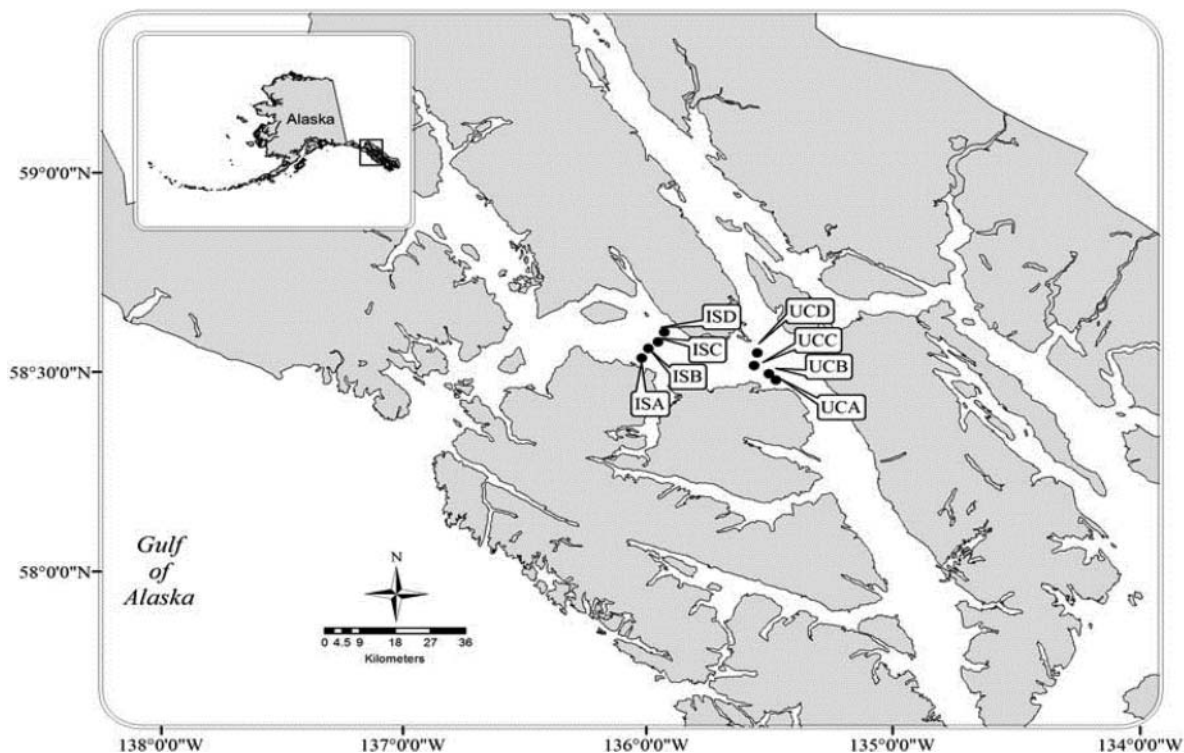 Alaska
59°0'0"N
58°30'0"N
58°0'0"N
ISD
ISC
ISB
ISA
UCD
UCC
UCB
UCA
Gulf
of
Alaska
N
0 4.5 9 18 27 36
Kilometers
138°0'0"W 137°0'0"W 136°0'0"W 135°0'0"W 134°0'0"W